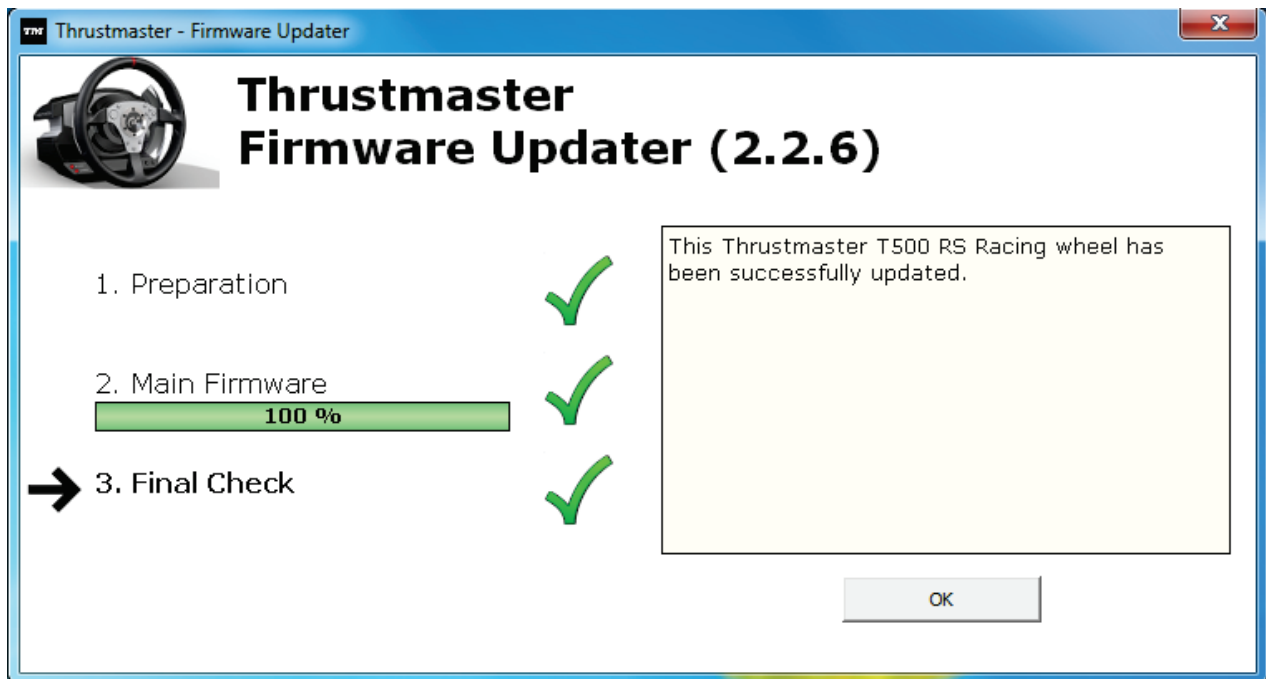 TM Thrustmaster - Firmware Updater
Thrustmaster
Firmware Updater (2.2.6)
1. Preparation
2. Main Firmware
100 %
3. Final Check
This Thrustmaster T500 RS Racing wheel has
been successfully updated.
OK